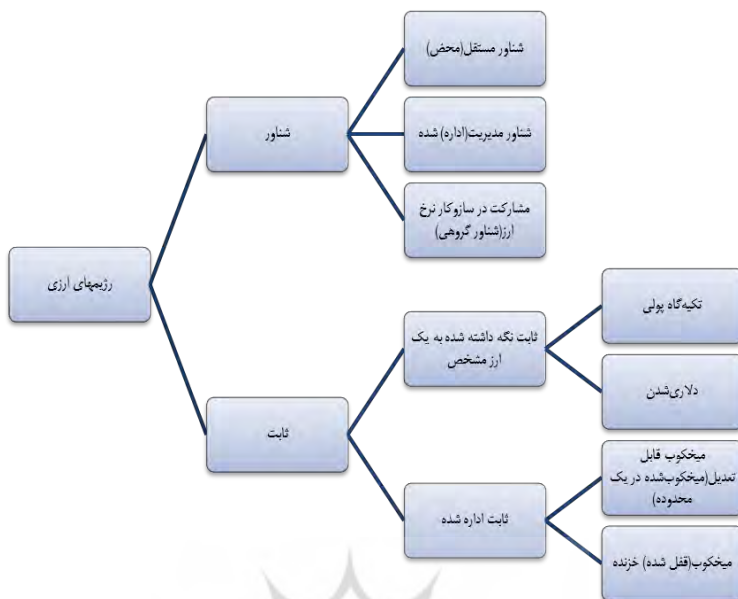 رژیمهای ارزی
شناور
شناور مستقل(محض)
شناور مدیریت(اداره) شده
مشارکت در سازوکار نرخ
ارز(شناور گروهی)
ثابت
ثابت نگه داشته شده به یک
ارز مشخص
تکیه‌گاه پولی
دلاری‌شدن
ثابت اداره شده
میخکوب قابل
تعدیل(میخکوب‌شده در یک
محدوده)
میخکوب(قفل شده) خزنده